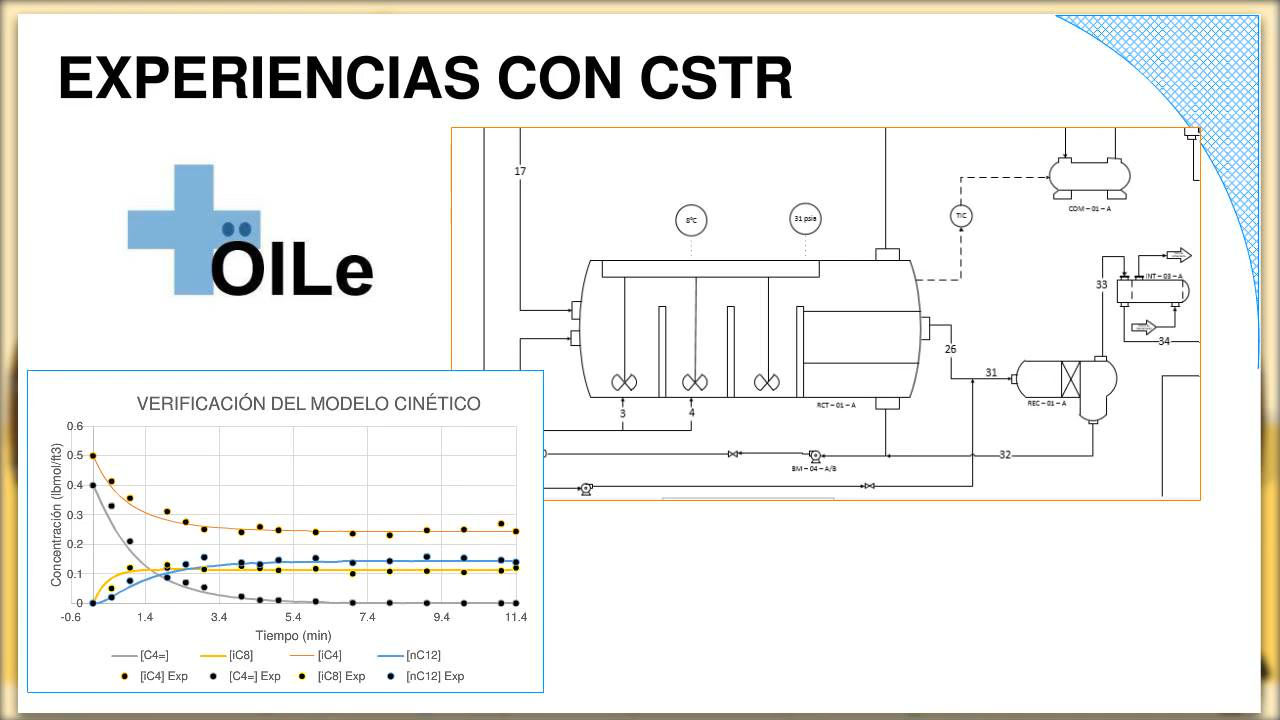 EXPERIENCIAS CON CSTR
ÖILe
17
8°C
31 psia
TIC
COM – 01 – A
INT – 03 – A
33
34
26
31
REC – 01 – A
RCT – 01 – A
3
4
32
BM – 04 – A/B
VERIFICACIÓN DEL MODELO CINÉTICO
Concentración (lbmol/ft3)
0.6
0.5
0.4
0.3
0.2
0.1
0
-0.6 1.4 3.4 5.4 7.4 9.4 11.4
Tiempo (min)
[C4=] [iC8] [iC4] [nC12]
[iC4] Exp [C4=] Exp [iC8] Exp [nC12] Exp